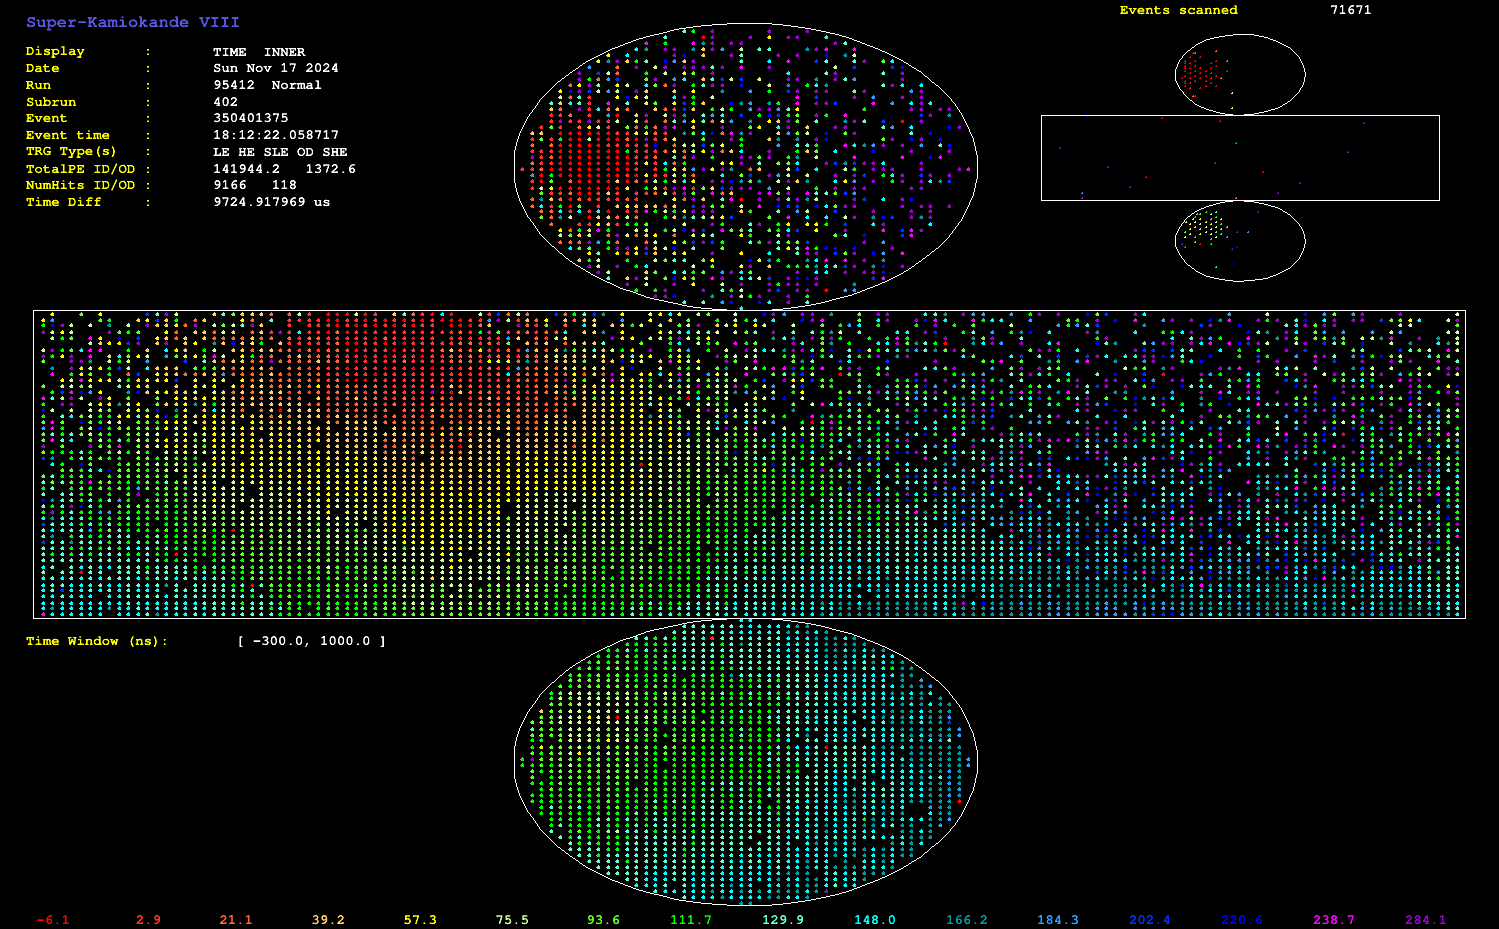 Super-Kamiokande VIII
Display : TIME INNER
Date : Sun Nov 17 2024
Run : 95412 Normal
Subrun : 402
Event : 350401375
Event time : 18:12:22.058717
TRG Type(s) : LE HE SLE OD SHE
TotalPE ID/OD : 141944.2 1372.6
NumHits ID/OD : 9166 118
Time Diff : 9724.917969 us
Events scanned 71671
Time Window (ns): [ -300.0, 1000.0 ]
-6.1 2.9 21.1 39.2 57.3 75.5 93.6 111.7 129.9 148.0 166.2 184.3 202.4 220.6 238.7 284.1